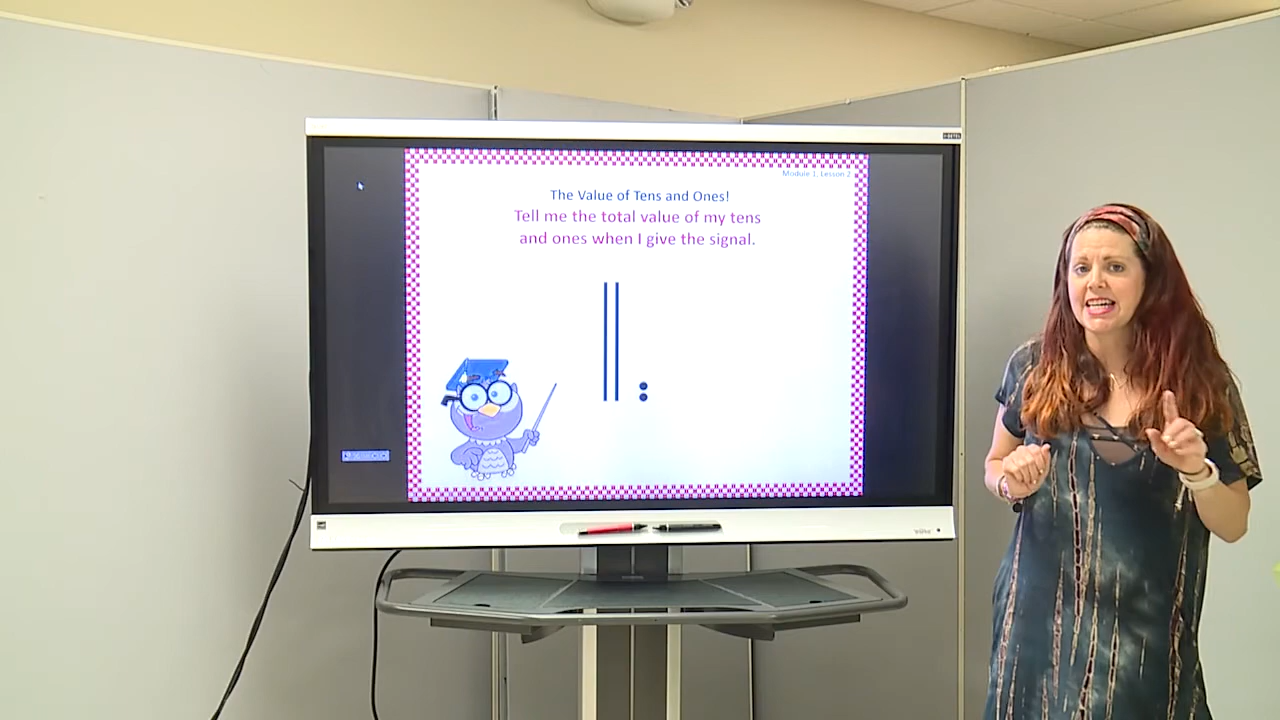 Module 1, Lesson 2
The Value of Tens and Ones!
Tell me the total value of my tens
and ones when I give the signal.